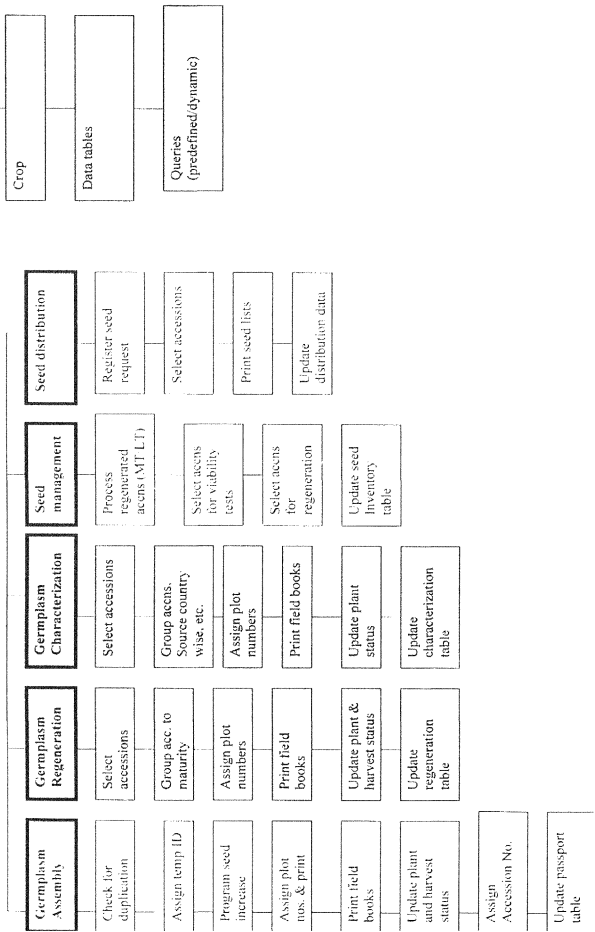 Germplasm
Assembly
Check for
duplication
Assign temp ID
Program seed
increase
Assign plot
nos. & print
Print field
books
Update plant
and harvest
status
Assign
Accession No.
Update passport
table
Germplasm
Regeneration
Select
accessions
Group acc. to
maturity
Assign plot
numbers
Print field
books
Update plant &
harvest status
Update
regeneration
table
Germplasm
Characterization
Select accessions
Group accns.
Source country
wise, etc.
Assign plot
numbers
Print field books
Update plant
status
Update
characterization
table
Seed
management
Process
regenerated
accns (MT LT)
Select accns
for viability
tests
Select accns
for
regeneration
Update seed
Inventory
table
Seed distribution
Register seed
request
Select accessions
Print seed lists
Update
distribution data
Crop
Data tables
Queries
(predefined/dynamic)